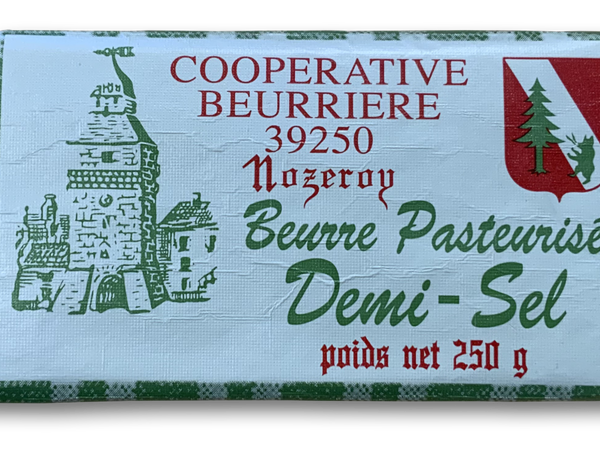 COOPERATIVE
BEURRIERE
39250
Nozeroy
Beurre Pasteurisé
Demi-Sel
poids net 250 g